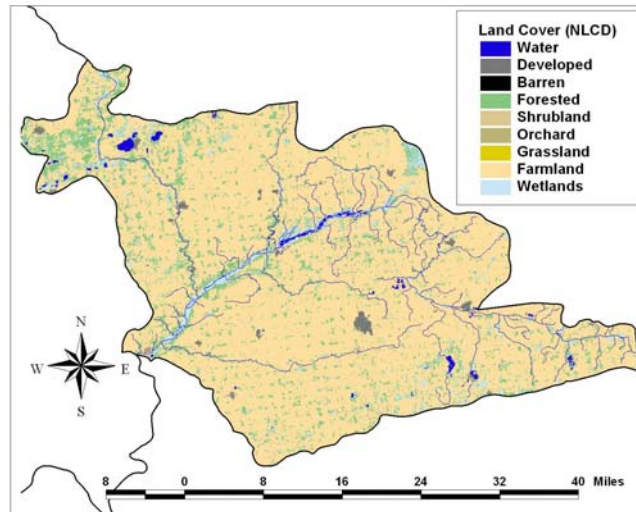 Land Cover (NLCD)
Water
Developed
Barren
Forested
Shrubland
Orchard
Grassland
Farmland
Wetlands
N
W E
S
8 0 8 16 24 32 40 Miles